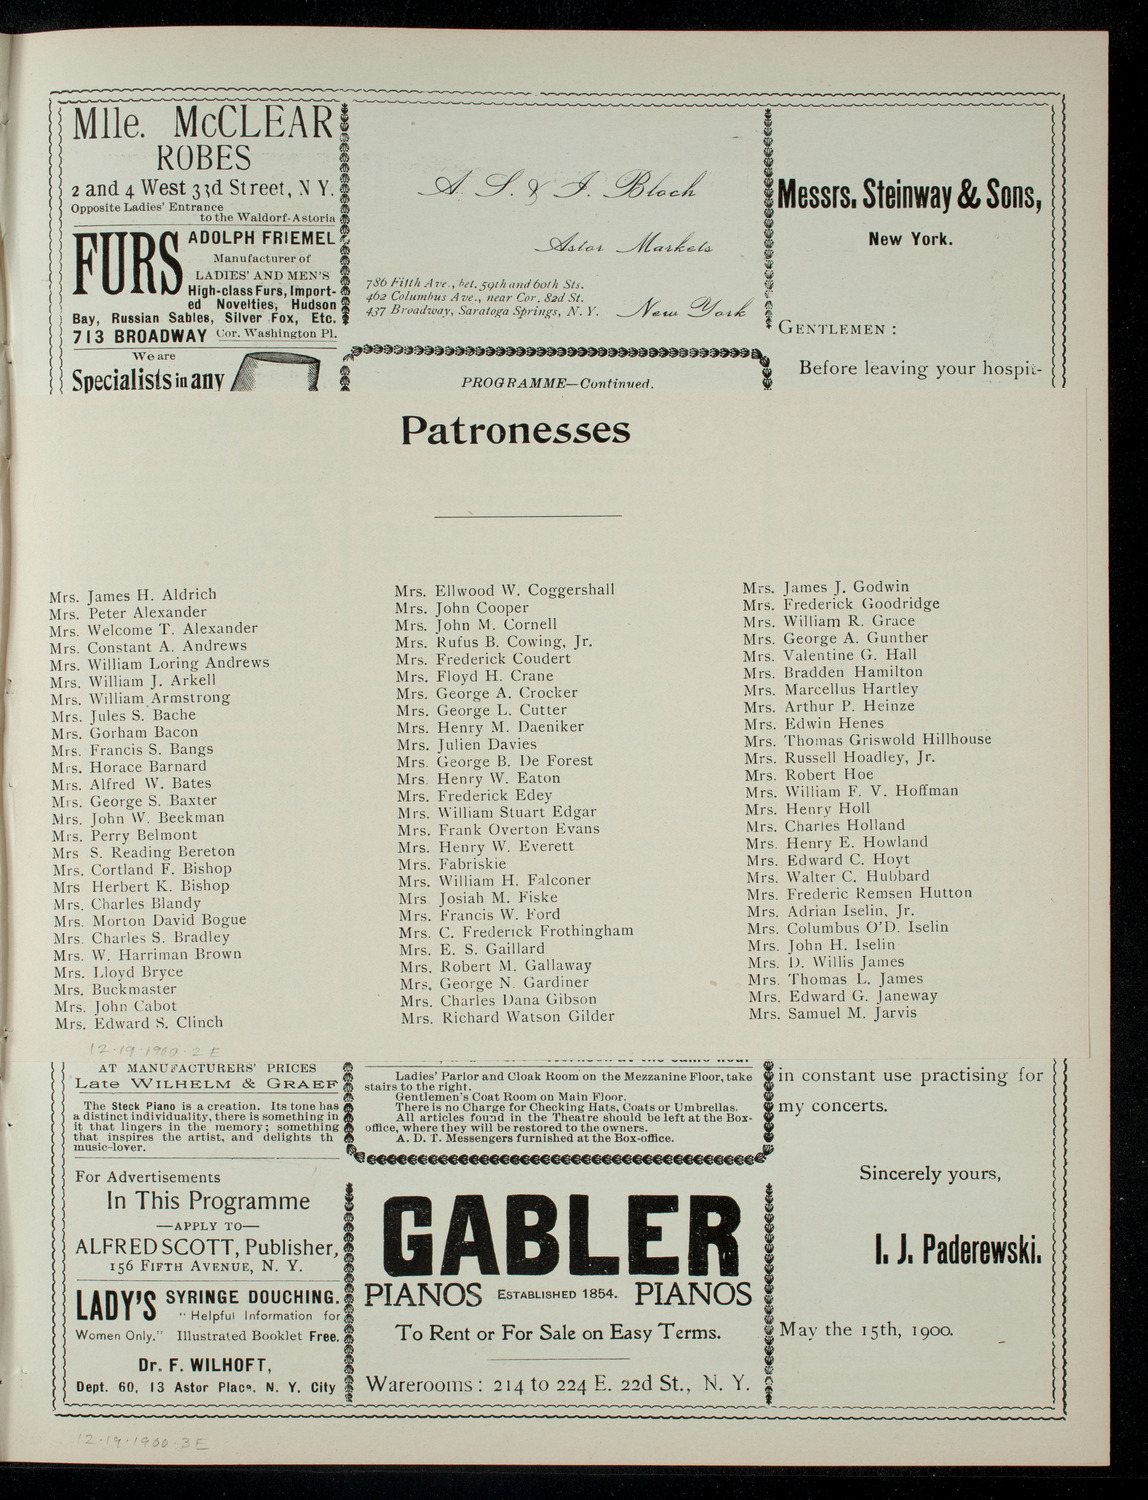 Mlle. McCLEAR
ROBES
2 and 4 West 33d Street, N Y.
Opposite Ladies' Entrance
to the Waldorf-Astoria
FURS ADOLPH FRIEMEL
Manufacturer of
LADIES' AND MEN'S
High-class Furs, Import-
ed Novelties, Hudson
Bay, Russian Sables, Silver Fox, Etc.
713 BROADWAY Cor. Washington Pl.
We are
Specialists in any
A. S. & J. Bloch
Astor Markets
786 Fifth Ave., bet. 59th and 60th Sts.
462 Columbus Ave., near Cor. 82d St.
437 Broadway, Saratoga Springs, N. Y.
New York
PROGRAMME—Continued.
Messrs. Steinway & Sons,
New York.
GENTLEMEN :
Before leaving your hospit-
Patronesses
Mrs. James H. Aldrich
Mrs. Peter Alexander
Mrs. Welcome T. Alexander
Mrs. Constant A. Andrews
Mrs. William Loring Andrews
Mrs. William J. Arkell
Mrs. William Armstrong
Mrs. Jules S. Bache
Mrs. Gorham Bacon
Mrs. Francis S. Bangs
Mrs. Horace Barnard
Mrs. Alfred W. Bates
Mrs. George S. Baxter
Mrs. John W. Beekman
Mrs. Perry Belmont
Mrs S. Reading Bereton
Mrs. Cortland F. Bishop
Mrs Herbert K. Bishop
Mrs. Charles Blandy
Mrs. Morton David Bogue
Mrs. Charles S. Bradley
Mrs. W. Harriman Brown
Mrs. Lloyd Bryce
Mrs. Buckmaster
Mrs. John Cabot
Mrs. Edward S. Clinch
Mrs. Ellwood W. Coggershall
Mrs. John Cooper
Mrs. John M. Cornell
Mrs. Rufus B. Cowing, Jr.
Mrs. Frederick Coudert
Mrs. Floyd H. Crane
Mrs. George A. Crocker
Mrs. George L. Cutter
Mrs. Henry M. Daeniker
Mrs. Julien Davies
Mrs. George B. De Forest
Mrs. Henry W. Eaton
Mrs. Frederick Edey
Mrs. William Stuart Edgar
Mrs. Frank Overton Evans
Mrs. Henry W. Everett
Mrs. Fabriskie
Mrs. William H. Falconer
Mrs Josiah M. Fiske
Mrs. Francis W. Ford
Mrs. C. Frederick Frothingham
Mrs. E. S. Gaillard
Mrs. Robert M. Gallaway
Mrs. George N. Gardiner
Mrs. Charles Dana Gibson
Mrs. Richard Watson Gilder
Mrs. James J. Godwin
Mrs. Frederick Goodridge
Mrs. William R. Grace
Mrs. George A. Gunther
Mrs. Valentine G. Hall
Mrs. Bradden Hamilton
Mrs. Marcellus Hartley
Mrs. Arthur P. Heinze
Mrs. Edwin Henes
Mrs. Thomas Griswold Hillhouse
Mrs. Russell Hoadley, Jr.
Mrs. Robert Hoe
Mrs. William F. V. Hoffman
Mrs. Henry Holl
Mrs. Charles Holland
Mrs. Henry E. Howland
Mrs. Edward C. Hoyt
Mrs. Walter C. Hubbard
Mrs. Frederic Remsen Hutton
Mrs. Adrian Iselin, Jr.
Mrs. Columbus O'D. Iselin
Mrs. John H. Iselin
Mrs. D. Willis James
Mrs. Thomas L. James
Mrs. Edward G. Janeway
Mrs. Samuel M. Jarvis
12·19·1900·2E
AT MANUFACTURERS' PRICES
Late WILHELM & GRAEF
The Steck Piano is a creation. Its tone has
a distinct individuality, there is something in
it that lingers in the memory; something
that inspires the artist, and delights th
music-lover.
For Advertisements
In This Programme
—APPLY TO—
ALFRED SCOTT, Publisher,
156 FIFTH AVENUE, N. Y.
LADY'S SYRINGE DOUCHING.
"Helpful Information for
Women Only." Illustrated Booklet Free.
Dr. F. WILHOFT,
Dept. 60, 13 Astor Place. N. Y. City
Ladies' Parlor and Cloak Room on the Mezzanine Floor, take
stairs to the right.
Gentlemen's Coat Room on Main Floor.
There is no Charge for Checking Hats, Coats or Umbrellas.
All articles found in the Theatre should be left at the Box-
office, where they will be restored to the owners.
A. D. T. Messengers furnished at the Box-office.
GABLER
PIANOS ESTABLISHED 1854. PIANOS
To Rent or For Sale on Easy Terms.
Warerooms: 214 to 224 E. 22d St., N. Y.
in constant use practising for
my concerts.
Sincerely yours,
I. J. Paderewski.
May the 15th, 1900.
12·19·1900·3E